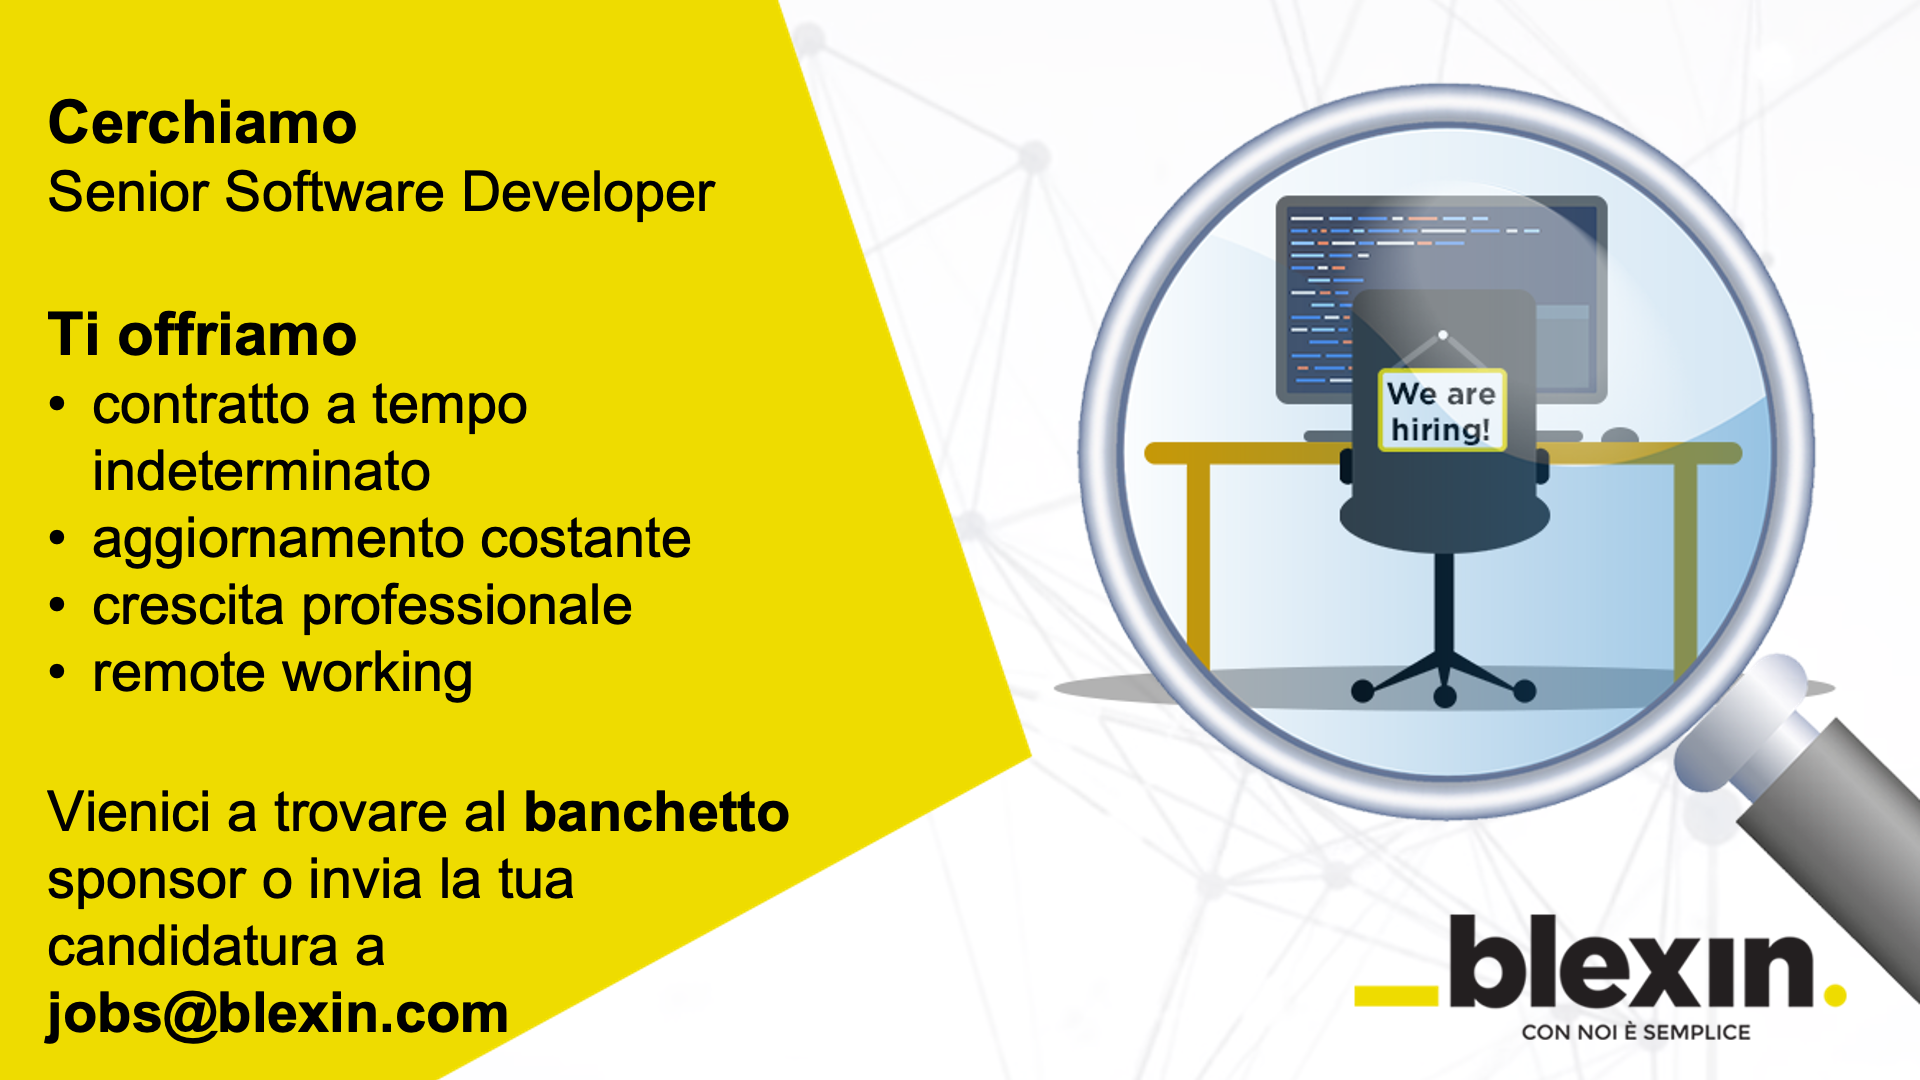 Cerchiamo
Senior Software Developer
Ti offriamo
• contratto a tempo
indeterminato
• aggiornamento costante
• crescita professionale
• remote working
Vienici a trovare al banchetto
sponsor o invia la tua
candidatura a
jobs@blexin.com
We are
hiring!
_blexin.
CON NOI È SEMPLICE